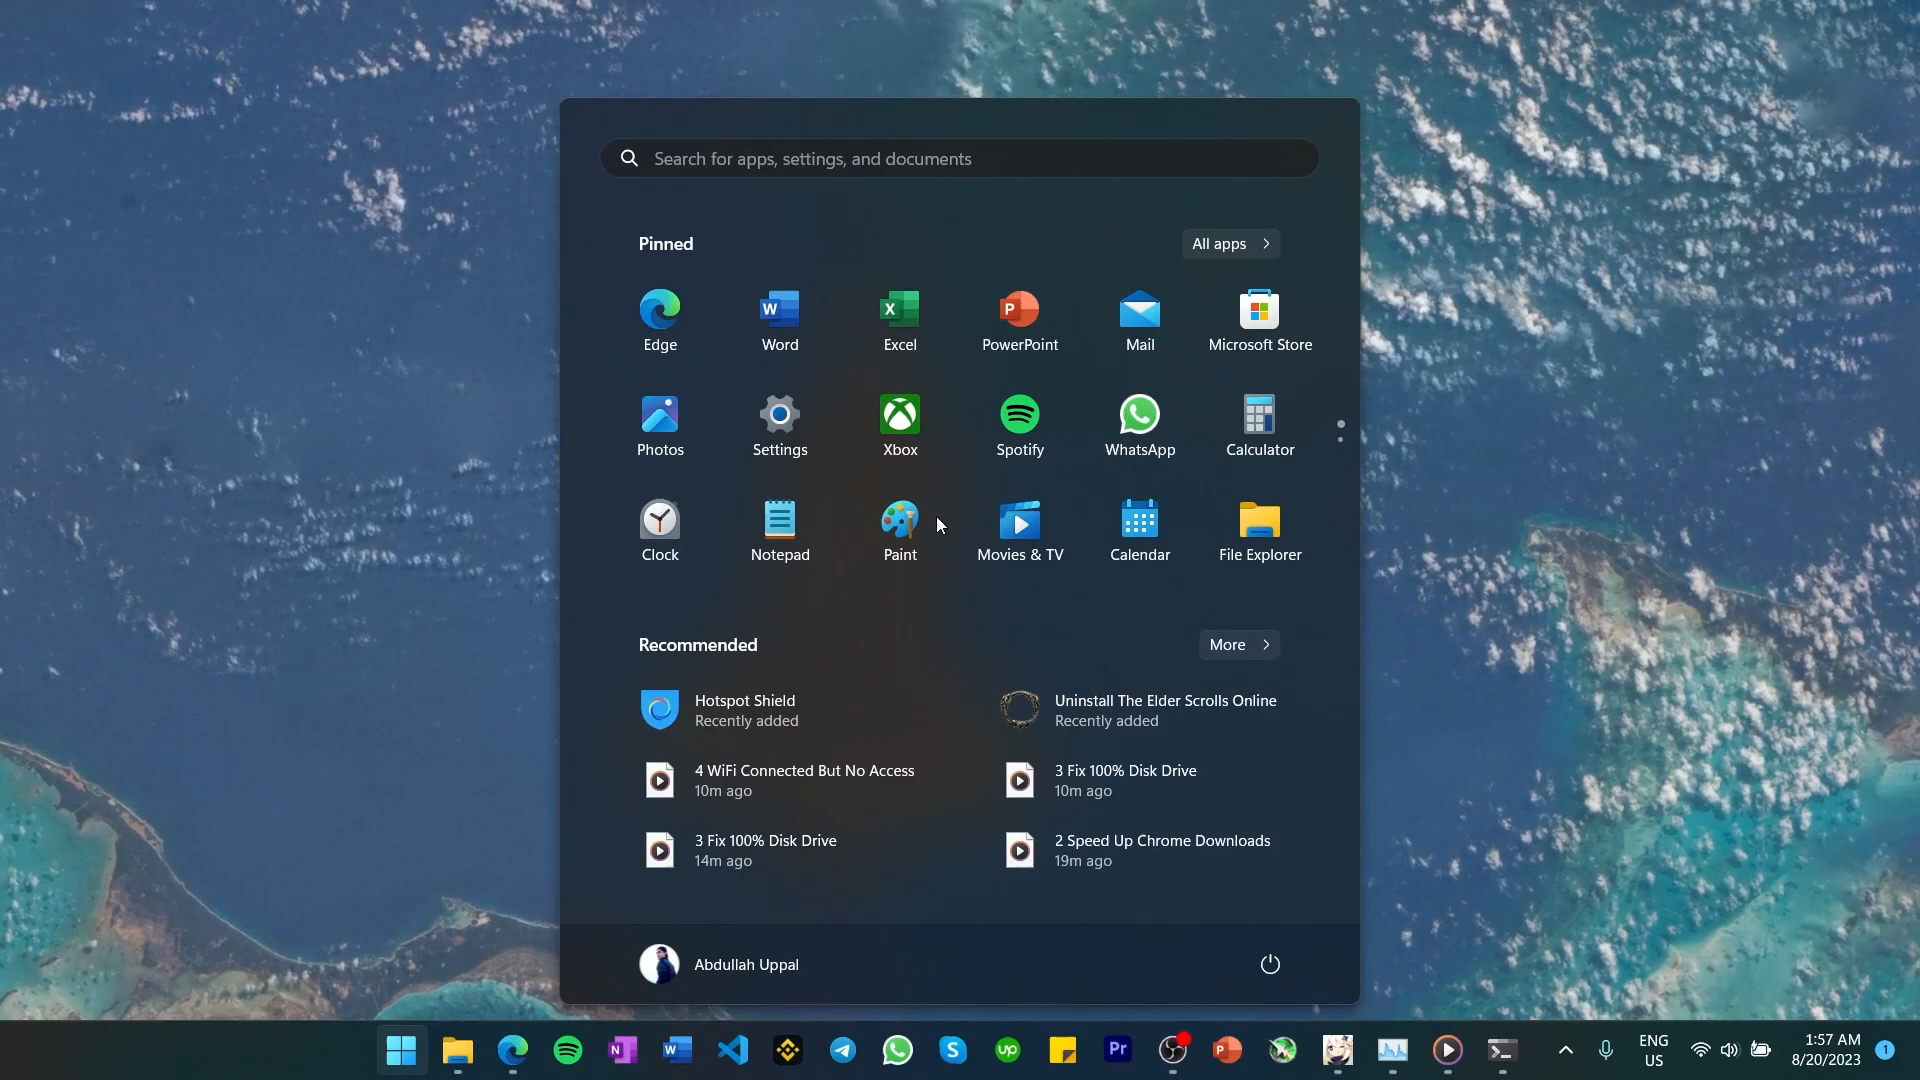 Search for apps, settings, and documents
Pinned
All apps
Edge
Word
Excel
PowerPoint
Mail
Microsoft Store
Photos
Settings
Xbox
Spotify
WhatsApp
Calculator
Clock
Notepad
Paint
Movies & TV
Calendar
File Explorer
Recommended
More
Hotspot Shield
Recently added
Uninstall The Elder Scrolls Online
Recently added
4 WiFi Connected But No Access
10m ago
3 Fix 100% Disk Drive
10m ago
3 Fix 100% Disk Drive
14m ago
2 Speed Up Chrome Downloads
19m ago
Abdullah Uppal
N
W
S
up
Pr
P
ENG
US
1:57 AM
8/20/2023
1